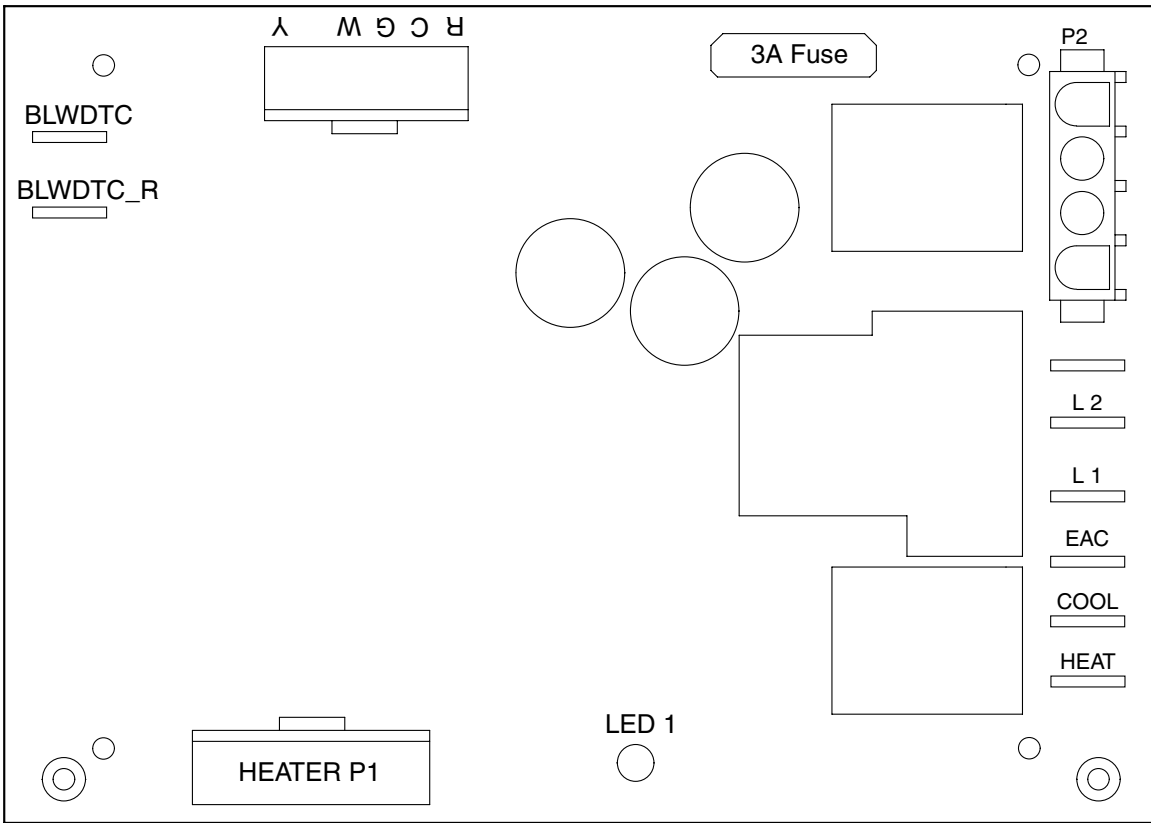 Y W G C R
3A Fuse
P2
BLWDTC
BLWDTC_R
L 2
L 1
EAC
COOL
HEAT
LED 1
HEATER P1